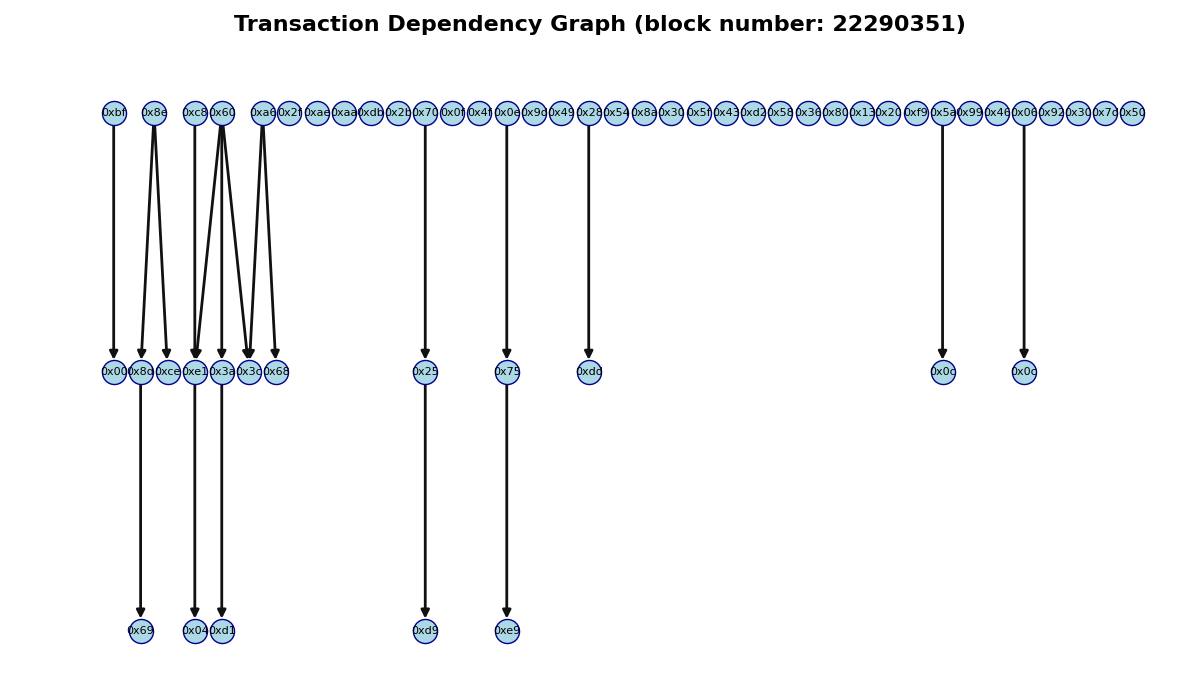 Transaction Dependency Graph (block number: 22290351)
0xbf 0x8e 0xc8 0x60 0xa6 0x2f 0xae 0xaa 0xdb 0x2b 0x70 0x0f 0x4f 0x0e 0x9d 0x49 0x28 0x54 0x8a 0x30 0x5f 0x43 0xd2 0x58 0x36 0x80 0x13 0x20 0xf9 0x5a 0x99 0x46 0x06 0x92 0x30 0x7d 0x50
0x00 0x8d 0xce 0xe1 0x3a 0x3c 0x68 0x25 0x75 0xdd 0x0c 0x0d
0x69 0x04 0xd1 0xd9 0xe9